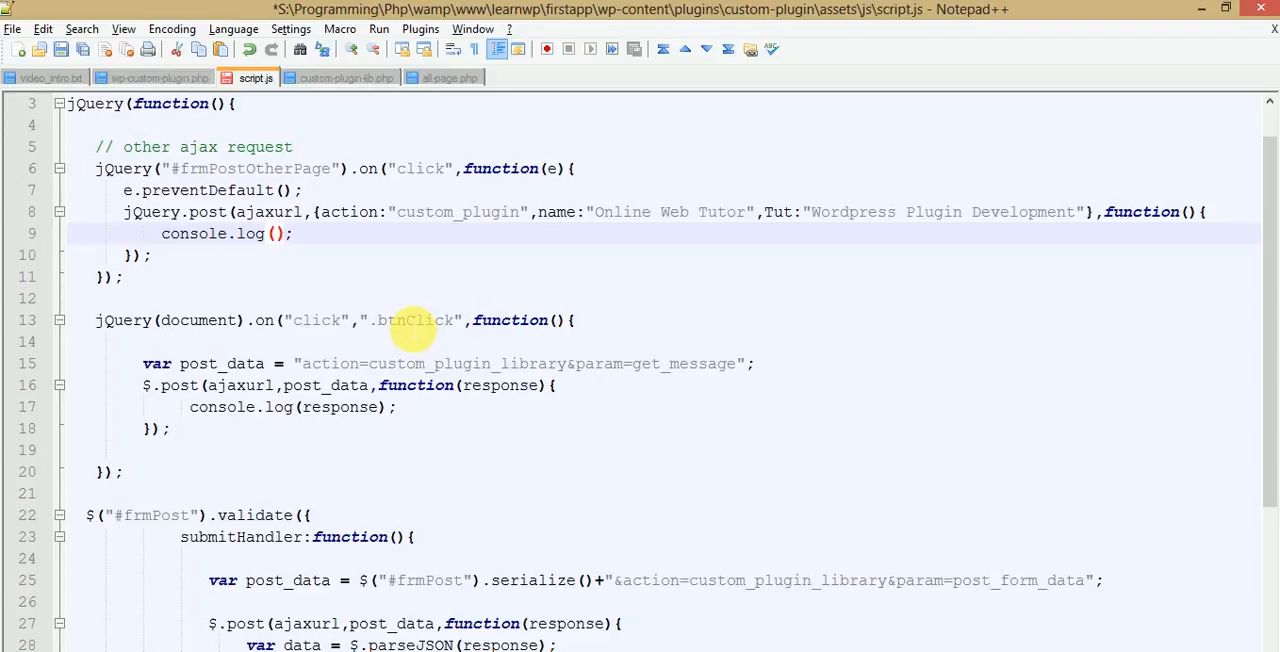 *S:\Programming\Php\wamp\www\learnwp\firstapp\wp-content\plugins\custom-plugin\assets\js\script.js - Notepad++
File Edit Search View Encoding Language Settings Macro Run Plugins Window ? X
video_intro.txt wp-custom-plugin.php script.js custom-plugin-lib.php all-page.php
3 jQuery(function(){
4
5 // other ajax request
6 jQuery("#frmPostOtherPage").on("click",function(e){
7 e.preventDefault();
8 jQuery.post(ajaxurl,{action:"custom_plugin",name:"Online Web Tutor",Tut:"Wordpress Plugin Development"},function(){
9 console.log();
10 });
11 });
12
13 jQuery(document).on("click",".btnClick",function(){
14
15 var post_data = "action=custom_plugin_library&param=get_message";
16 $.post(ajaxurl,post_data,function(response){
17 console.log(response);
18 });
19
20 });
21
22 $("#frmPost").validate({
23 submitHandler:function(){
24
25 var post_data = $("#frmPost").serialize()+"&action=custom_plugin_library&param=post_form_data";
26
27 $.post(ajaxurl,post_data,function(response){
28 var data = $.parseJSON(response);